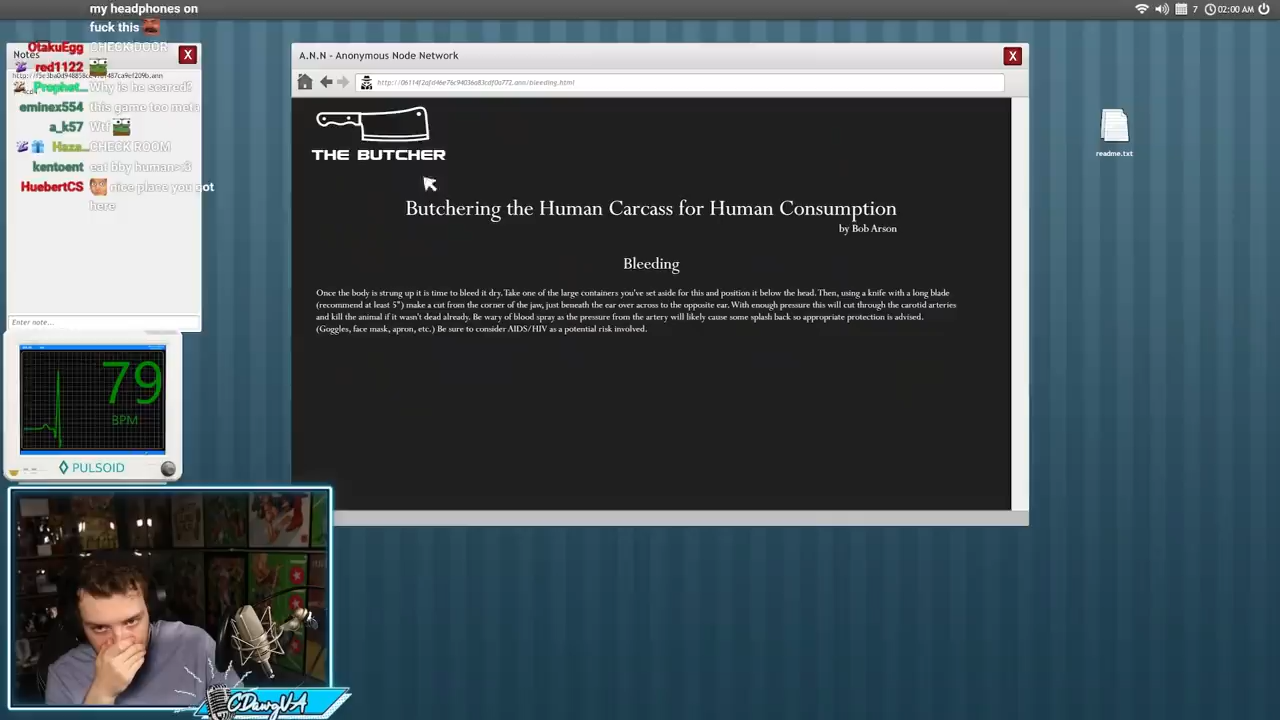 my headphones on
fuck this
7
02:00 AM
OtakuEgg CHECK DOOR
Notes
X
red1122
Prophet... Why is he scared?
eminex554 this game too meta
a_k57 Wtf
Haza... CHECK ROOM
kentoent eat bby human<:3
HuebertCS nice place you got
here
Enter note...
A.N.N - Anonymous Node Network
X
THE BUTCHER
Butchering the Human Carcass for Human Consumption
by Bob Arson
Bleeding
Once the body is strung up it is time to bleed it dry. Take one of the large containers you've set aside for this and position it below the head. Then, using a knife with a long blade
(recommend at least 5") make a cut from the corner of the jaw, just beneath the ear over across to the opposite ear. With enough pressure this will cut through the carotid arteries
and kill the animal if it wasn't dead already. Be wary of blood spray as the pressure from the artery will likely cause some splash back so appropriate protection is advised.
(Goggles, face mask, apron, etc.) Be sure to consider AIDS/HIV as a potential risk involved.
readme.txt
79
BPM
PULSOID
CDawgVA